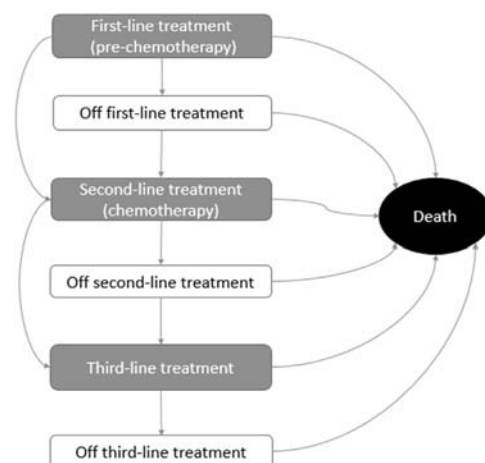 First-line treatment
(pre-chemotherapy)
Off first-line treatment
Second-line treatment
(chemotherapy)
Death
Off second-line treatment
Third-line treatment
Off third-line treatment